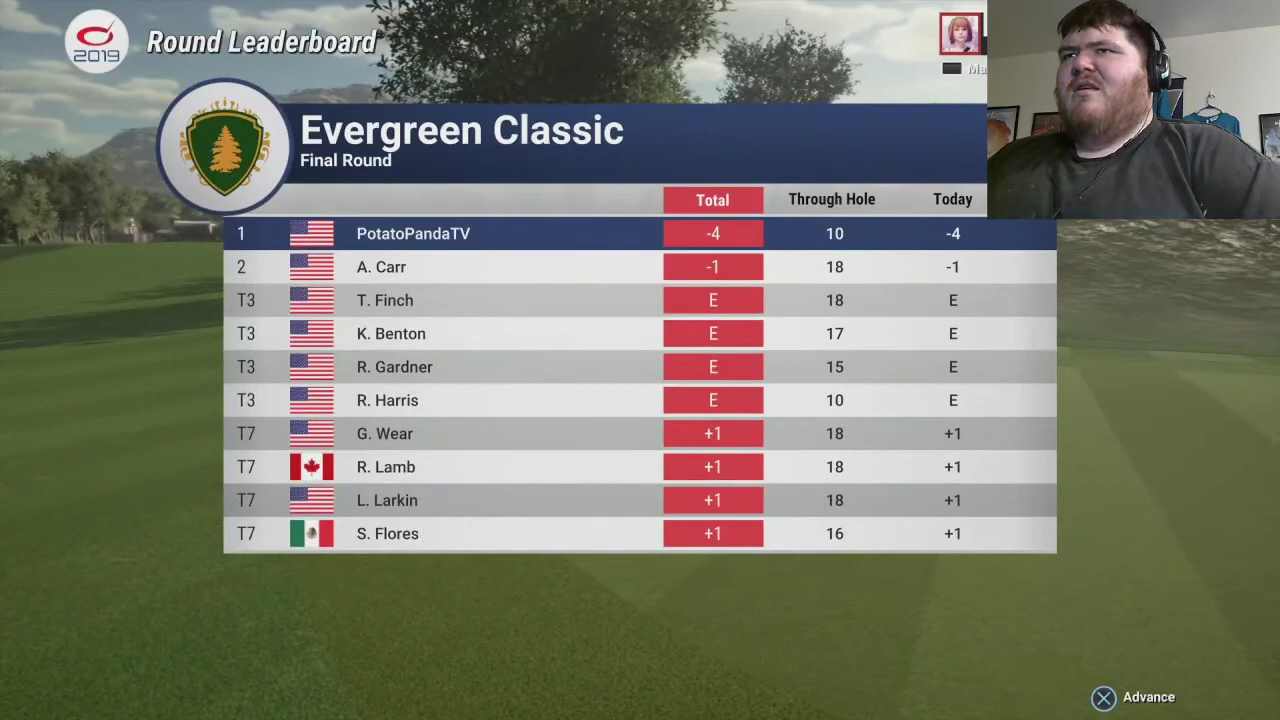 2019
Round Leaderboard
Ma
Evergreen Classic
Final Round
Total Through Hole Today
1 PotatoPandaTV -4 10 -4
2 A. Carr -1 18 -1
T3 T. Finch E 18 E
T3 K. Benton E 17 E
T3 R. Gardner E 15 E
T3 R. Harris E 10 E
T7 G. Wear +1 18 +1
T7 R. Lamb +1 18 +1
T7 L. Larkin +1 18 +1
T7 S. Flores +1 16 +1
Advance